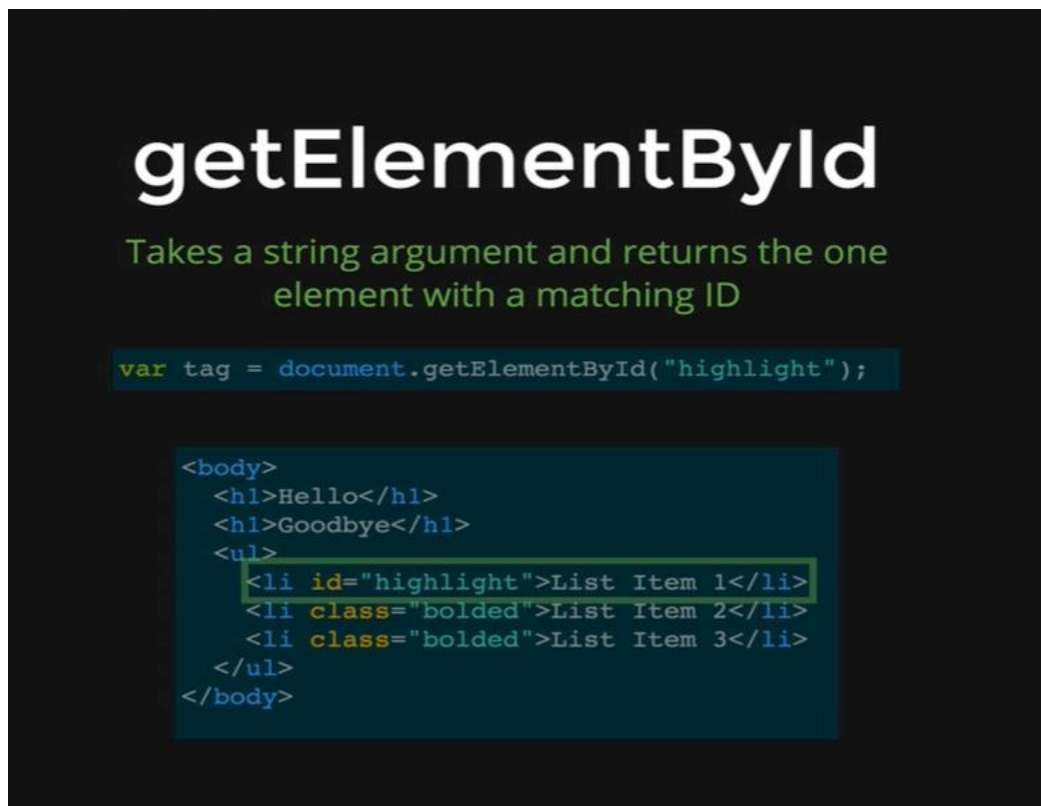 getElementById
Takes a string argument and returns the one
element with a matching ID
var tag = document.getElementById("highlight");
<body>
<h1>Hello</h1>
<h1>Goodbye</h1>
<ul>
<li id="highlight">List Item 1</li>
<li class="bolded">List Item 2</li>
<li class="bolded">List Item 3</li>
</ul>
</body>